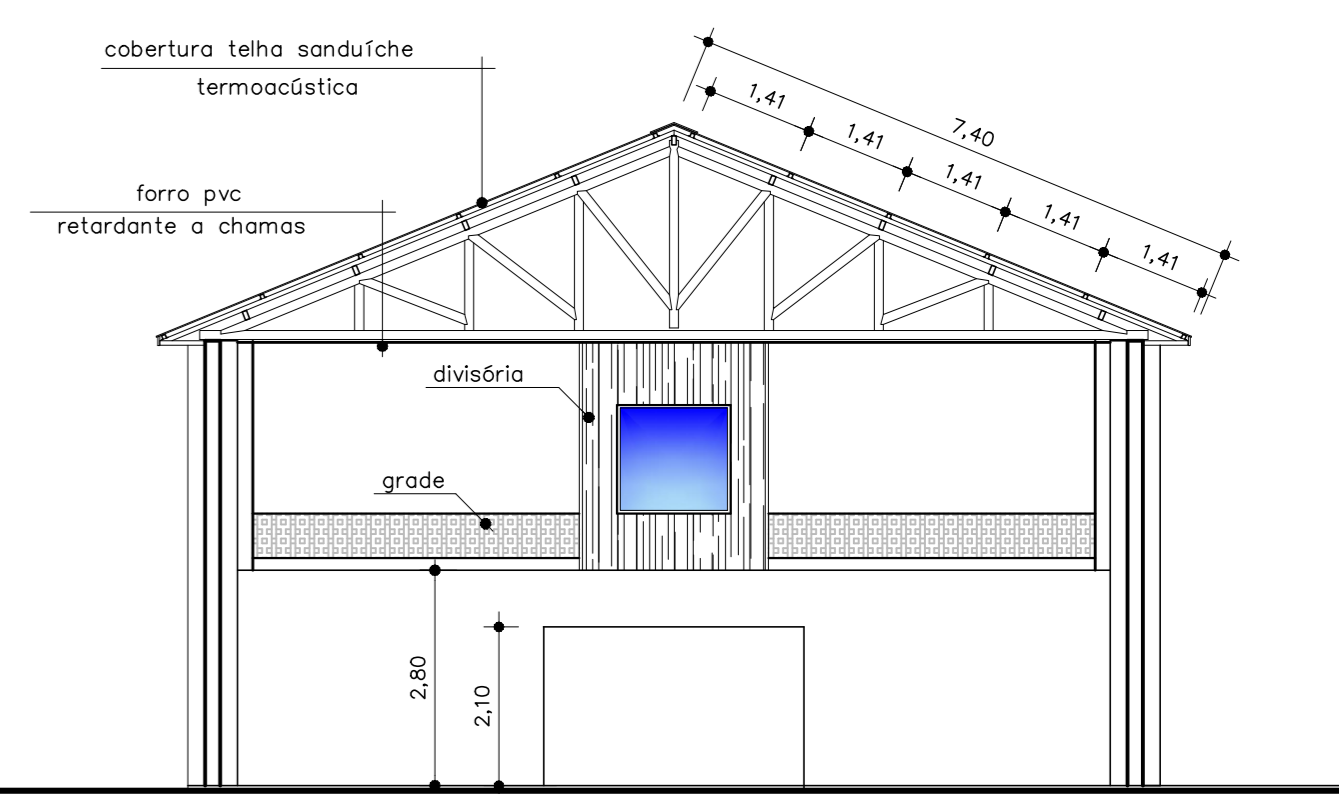 cobertura telha sanduíche
termoacústica
forro pvc
retardante a chamas
1,41
1,41
1,41
1,41
1,41
7,40
divisória
grade
2,80
2,10